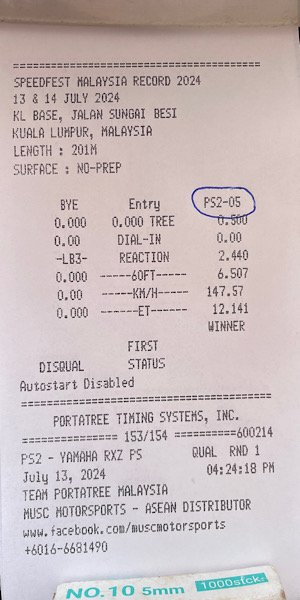 ========================================
SPEEDFEST MALAYSIA RECORD 2024
13 & 14 JULY 2024
KL BASE, JALAN SUNGAI BESI
KUALA LUMPUR, MALAYSIA
LENGTH : 201M
SURFACE : NO-PREP
BYE Entry PS2-05
0.000 0.000 TREE 0.500
0.00 DIAL-IN 0.00
-LB3- REACTION 2.440
0.000 ------60FT------ 6.507
0.00 ------KM/H------ 147.57
0.000 -------ET------- 12.141
WINNER
FIRST
DISQUAL STATUS
Autostart Disabled
========================================
PORTATREE TIMING SYSTEMS, INC.
=============== 153/154 ==========600214
PS2 - YAMAHA RXZ PS QUAL RND 1
July 13, 2024 04:24:18 PM
TEAM PORTATREE MALAYSIA
MUSC MOTORSPORTS - ASEAN DISTRIBUTOR
www.facebook.com/muscmotorsports
+6016-6681490
NO.10 5mm 1000stck